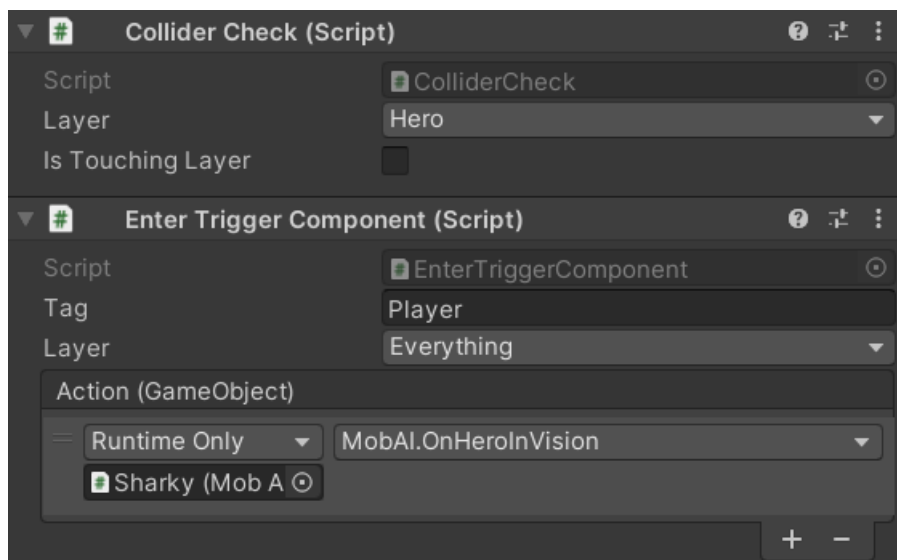 # Collider Check (Script)
Script # ColliderCheck
Layer Hero
Is Touching Layer
# Enter Trigger Component (Script)
Script # EnterTriggerComponent
Tag Player
Layer Everything
Action (GameObject)
Runtime Only MobAI.OnHeroInVision
# Sharky (Mob A
+ −